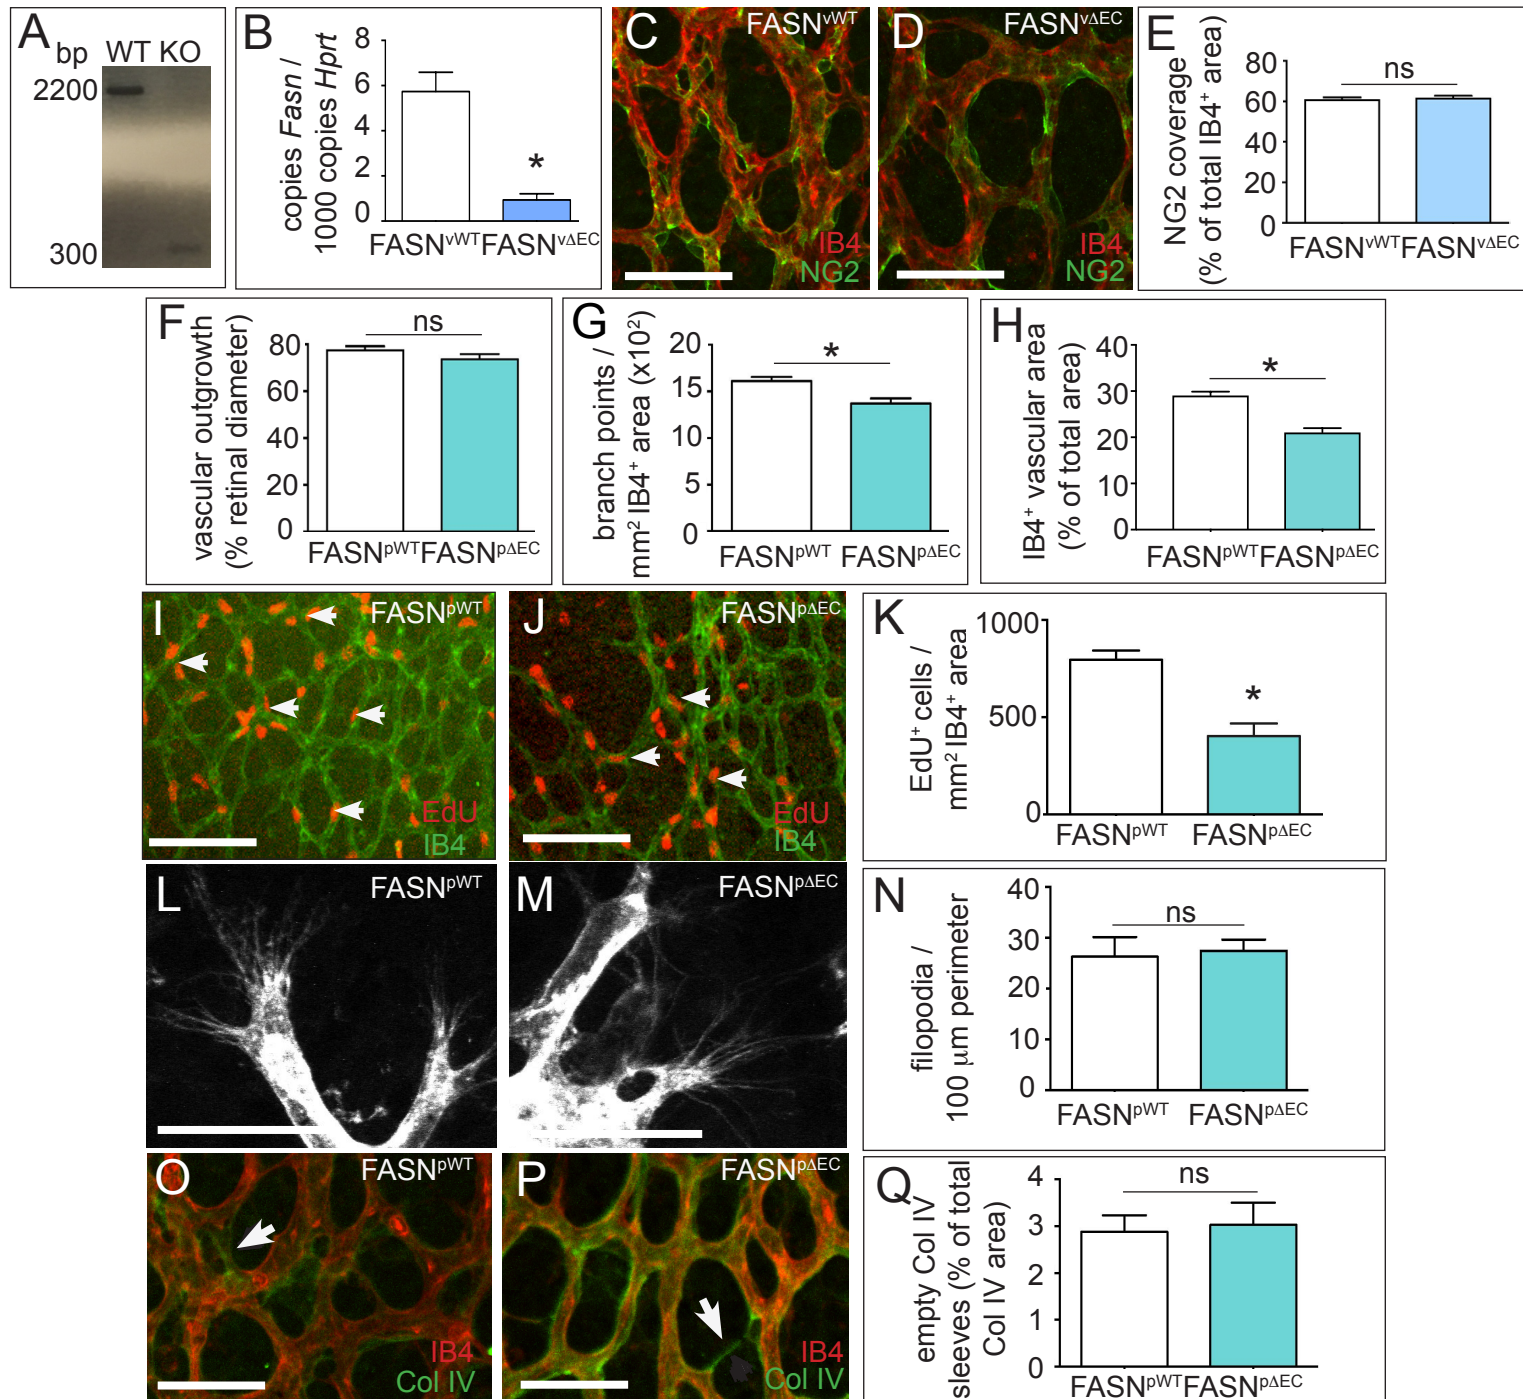 A
bp
WT KO
2200
300
B
copies Fasn /
1000 copies Hprt
8
6
4
2
0
*
FASNvWT FASNvΔEC
C
FASNvWT
IB4
NG2
D
FASNvΔEC
IB4
NG2
E
NG2 coverage
(% of total IB4+ area)
80
60
40
20
0
ns
FASNvWT FASNvΔEC
F
vascular outgrowth
(% retinal diameter)
80
60
40
20
0
ns
FASNpWT FASNpΔEC
G
branch points /
mm2 IB4+ area (x102)
20
15
10
5
0
*
FASNpWT FASNpΔEC
H
IB4+ vascular area
(% of total area)
40
30
20
10
0
*
FASNpWT FASNpΔEC
I
FASNpWT
EdU
IB4
J
FASNpΔEC
EdU
IB4
K
EdU+ cells /
mm2 IB4+ area
1000
500
0
*
FASNpWT FASNpΔEC
L
FASNpWT
M
FASNpΔEC
N
filopodia /
100 μm perimeter
40
30
20
10
0
ns
FASNpWT FASNpΔEC
O
FASNpWT
IB4
Col IV
P
FASNpΔEC
IB4
Col IV
Q
empty Col IV
sleeves (% of total
Col IV area)
4
3
2
1
0
ns
FASNpWT FASNpΔEC